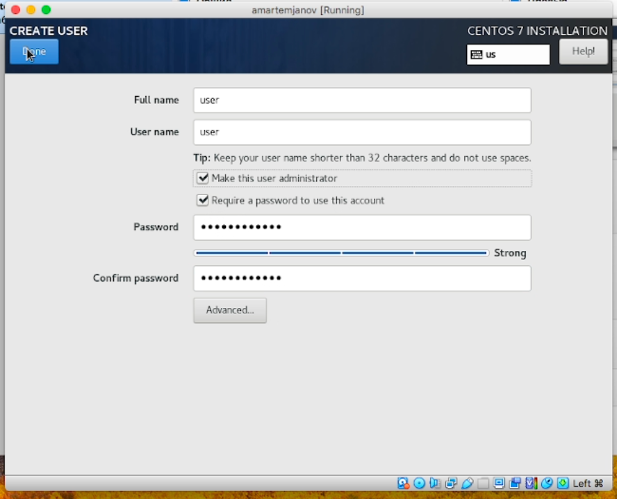 amartemjanov [Running]
CREATE USER
CENTOS 7 INSTALLATION
Done
us
Help!
Full name
user
User name
user
Tip: Keep your user name shorter than 32 characters and do not use spaces.
Make this user administrator
Require a password to use this account
Password
••••••••••••
Strong
Confirm password
••••••••••••
Advanced...
Left ⌘